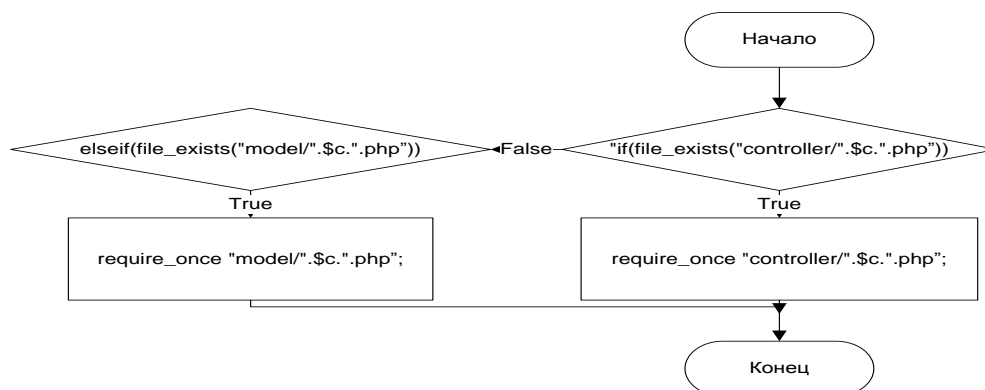 Начало
elseif(file_exists("model/".$c.".php”))
False
"if(file_exists("controller/".$c.".php”))
True
True
require_once "model/".$c.".php”;
require_once "controller/".$c.".php”;
Конец